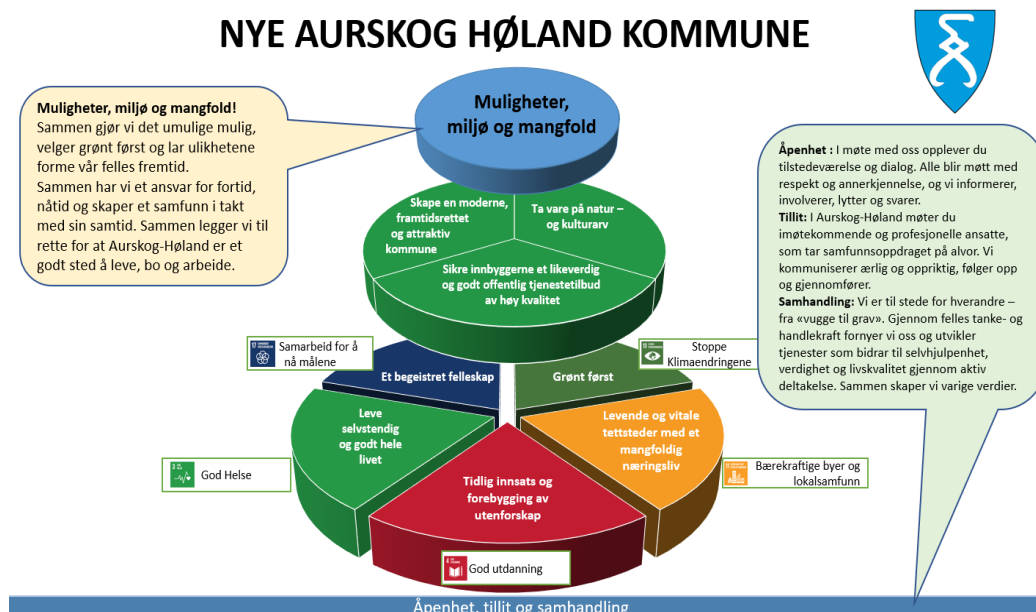 NYE AURSKOG HØLAND KOMMUNE
Muligheter, miljø og mangfold!
Sammen gjør vi det umulige mulig,
velger grønt først og lar ulikhetene
forme vår felles fremtid.
Sammen har vi et ansvar for fortid,
nåtid og skaper et samfunn i takt
med sin samtid. Sammen legger vi til
rette for at Aurskog-Høland er et
godt sted å leve, bo og arbeide.
Muligheter,
miljø og mangfold
Skape en moderne,
framtidsrettet
og attraktiv
kommune
Ta vare på natur –
og kulturarv
Sikre innbyggerne et likeverdig
og godt offentlig tjenestetilbud
av høy kvalitet
Åpenhet : I møte med oss opplever du
tilstedeværelse og dialog. Alle blir møtt med
respekt og annerkjennelse, og vi informerer,
involverer, lytter og svarer.
Tillit: I Aurskog-Høland møter du
imøtekommende og profesjonelle ansatte,
som tar samfunnsoppdraget på alvor. Vi
kommuniserer ærlig og oppriktig, følger opp
og gjennomfører.
Samhandling: Vi er til stede for hverandre –
fra «vugge til grav». Gjennom felles tanke- og
handlekraft fornyer vi oss og utvikler
tjenester som bidrar til selvhjulpenhet,
verdighet og livskvalitet gjennom aktiv
deltakelse. Sammen skaper vi varige verdier.
Samarbeid for å
nå målene
Stoppe
Klimaendringene
Et begeistret felleskap
Grønt først
Leve
selvstendig
og godt hele
livet
Levende og vitale
tettsteder med et
mangfoldig
næringsliv
God Helse
Bærekraftige byer og
lokalsamfunn
Tidlig innsats og
forebygging av
utenforskap
God utdanning
Åpenhet, tillit og samhandling